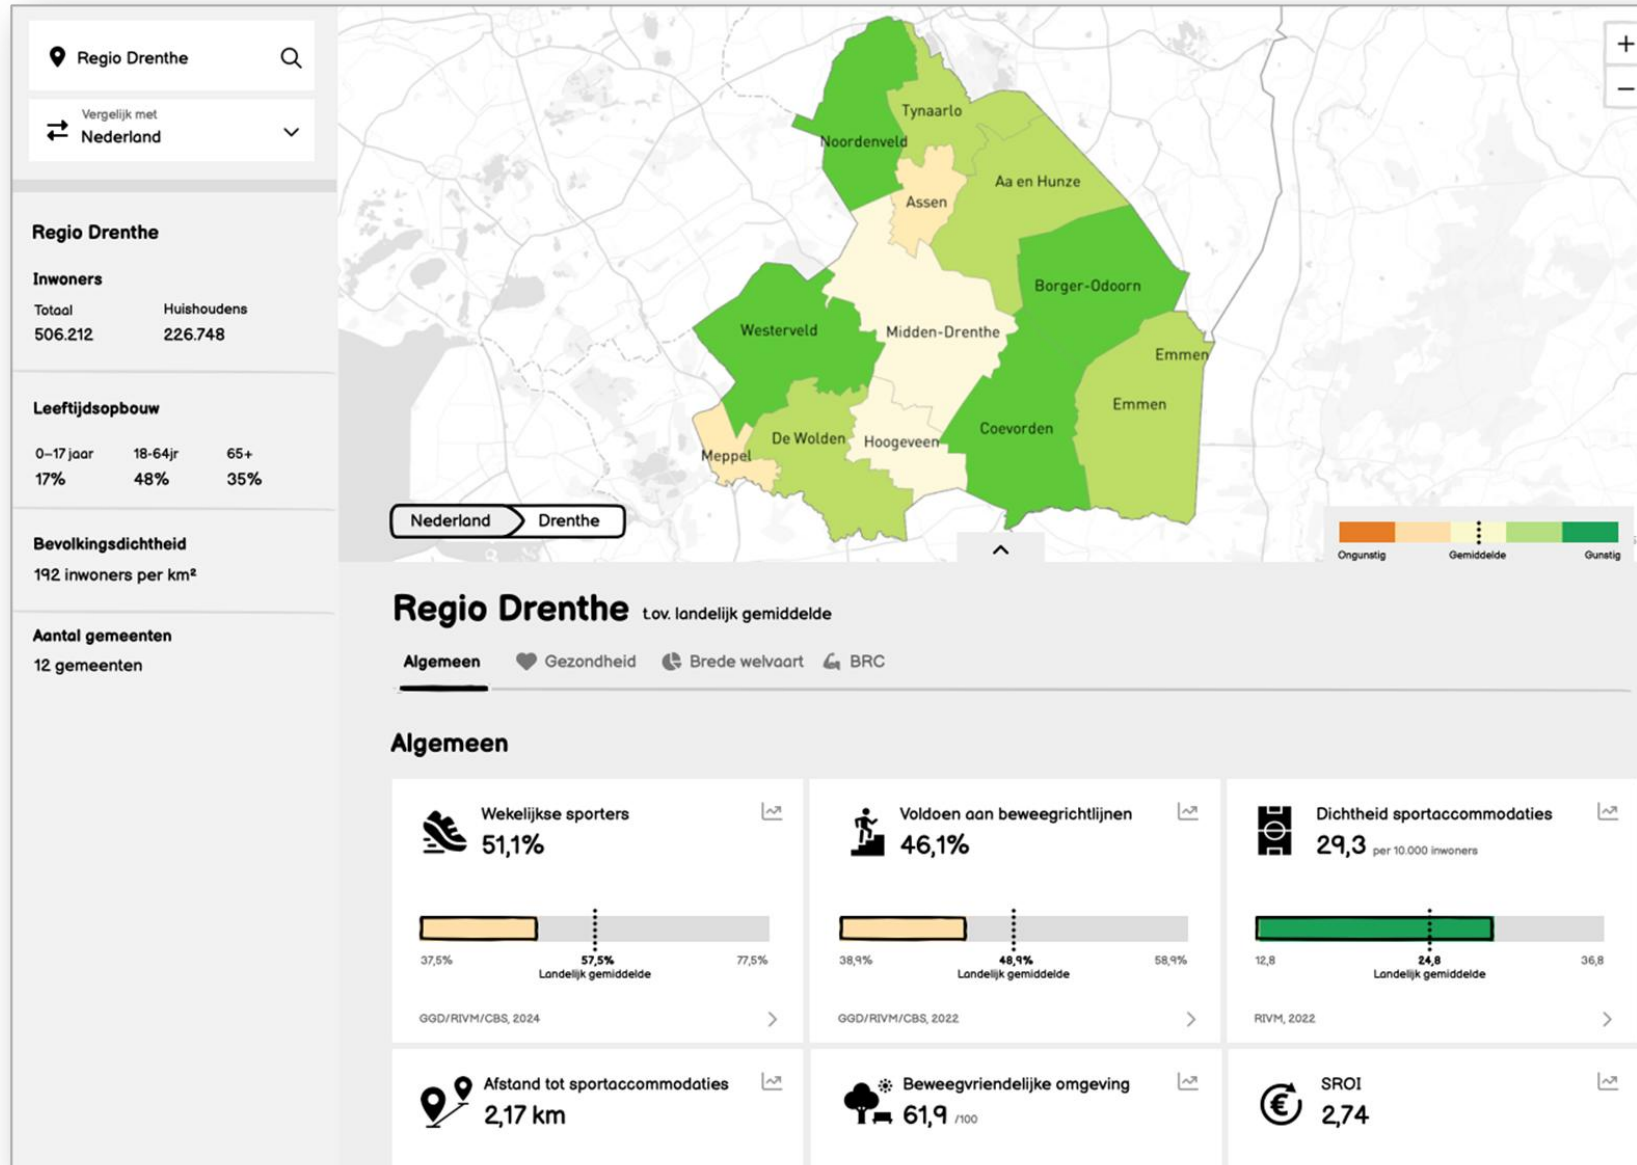 Regio Drenthe
Vergelijk met
Nederland
Regio Drenthe
Inwoners
Totaal Huishoudens
506.212 226.748
Leeftijdsopbouw
0–17 jaar 18-64jr 65+
17% 48% 35%
Bevolkingsdichtheid
192 inwoners per km²
Aantal gemeenten
12 gemeenten
+
−
Tynaarlo
Noordenveld
Aa en Hunze
Assen
Borger-Odoorn
Westerveld
Midden-Drenthe
Emmen
Emmen
Coevorden
De Wolden
Hoogeveen
Meppel
Nederland Drenthe
Ongunstig Gemiddelde Gunstig
Regio Drenthe t.ov. landelijk gemiddelde
Algemeen Gezondheid Brede welvaart BRC
Algemeen
Wekelijkse sporters
51,1%
37,5% 57,5% 77,5%
Landelijk gemiddelde
GGD/RIVM/CBS, 2024
Voldoen aan beweegrichtlijnen
46,1%
38,9% 48,9% 58,9%
Landelijk gemiddelde
GGD/RIVM/CBS, 2022
Dichtheid sportaccommodaties
29,3 per 10.000 inwoners
12,8 24,8 36,8
Landelijk gemiddelde
RIVM, 2022
Afstand tot sportaccommodaties
2,17 km
Beweegvriendelijke omgeving
61,9 /100
SROI
2,74